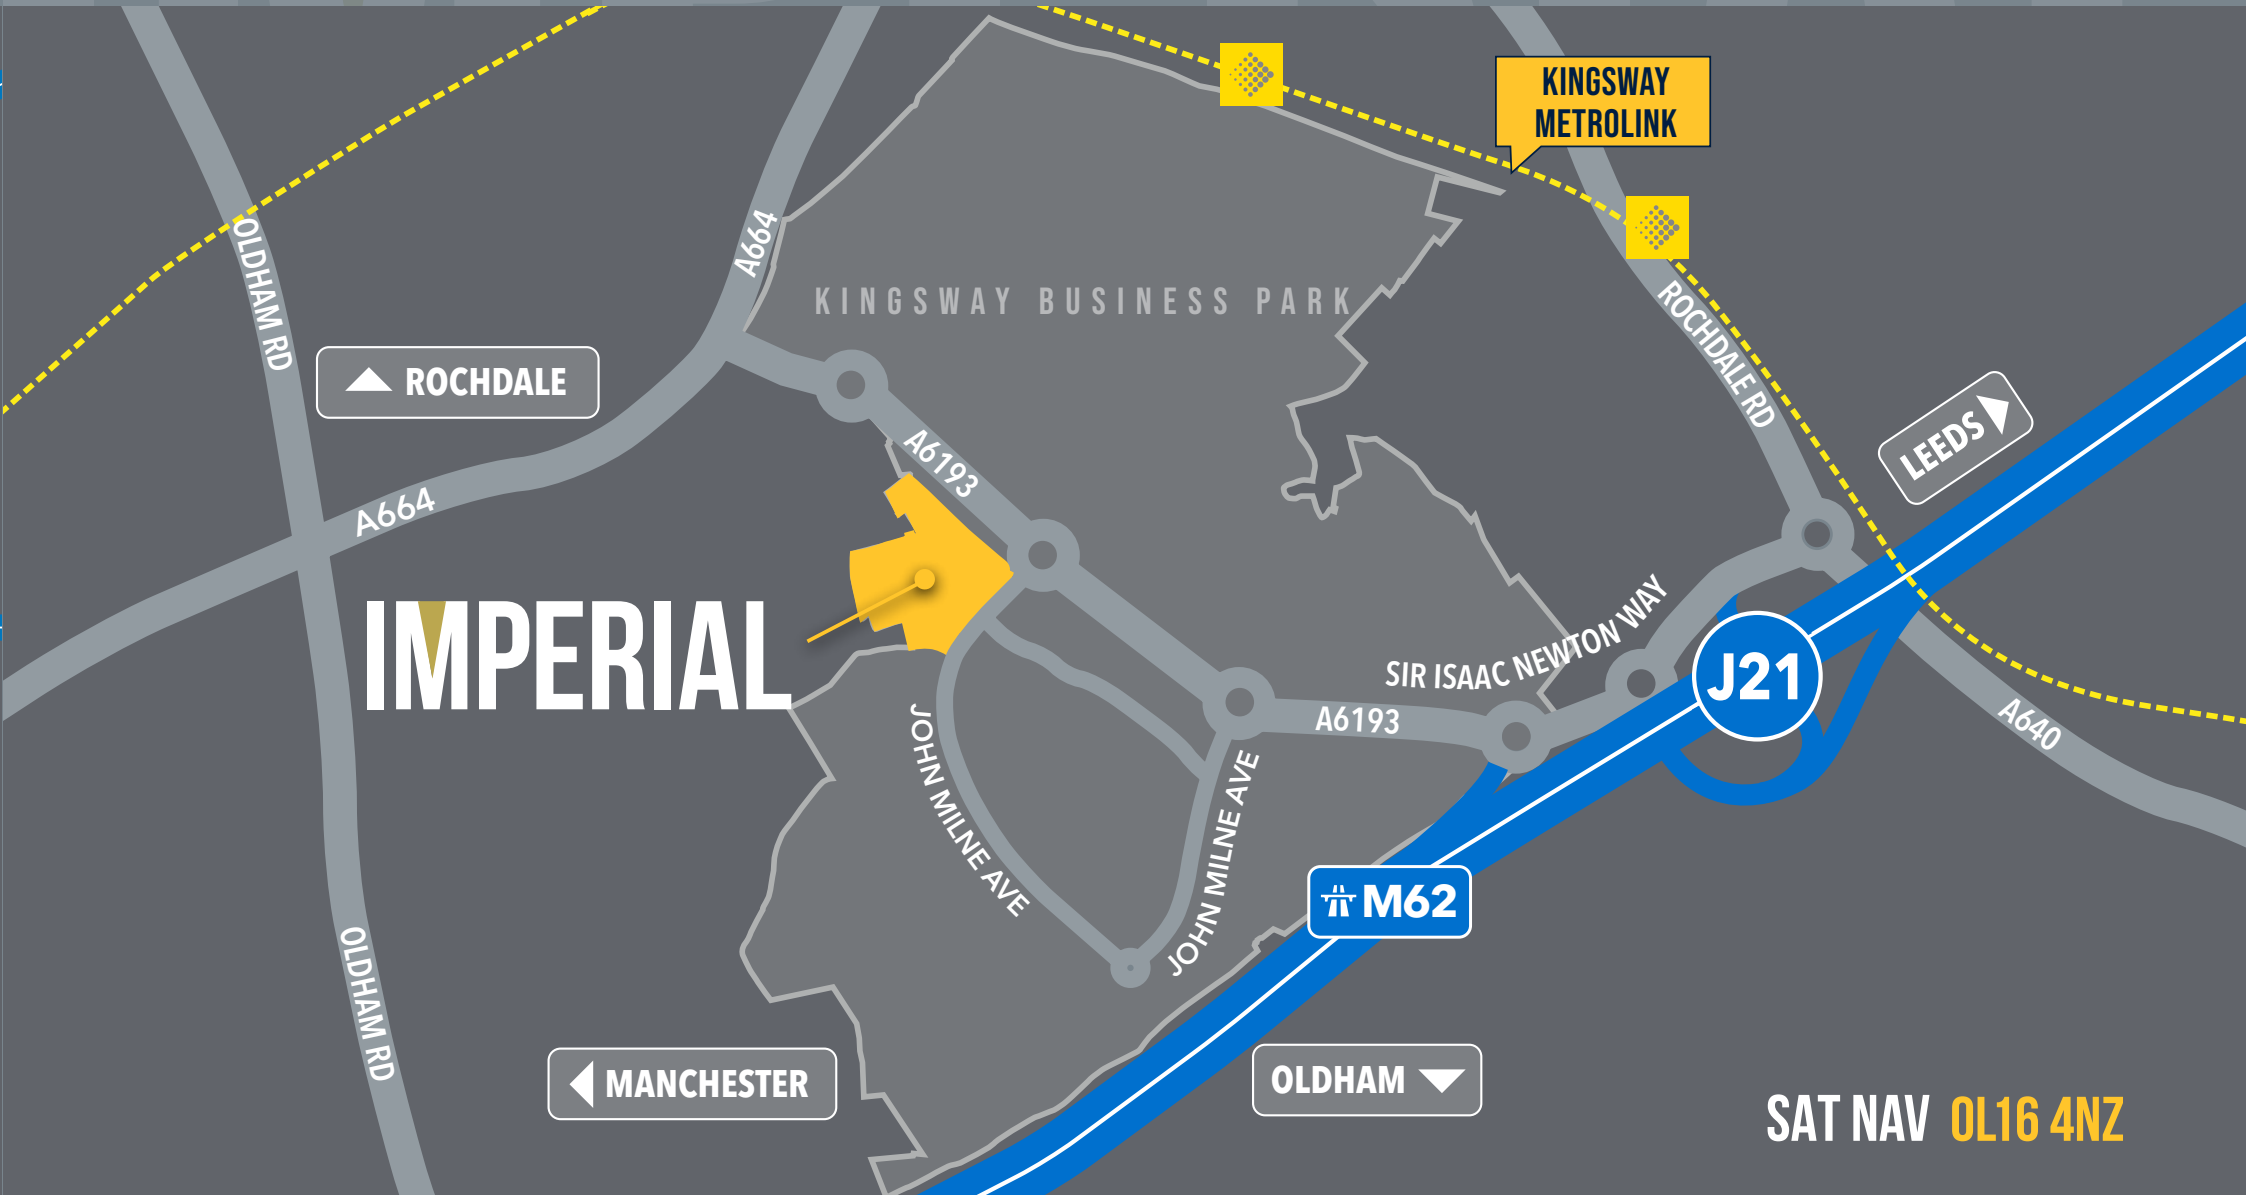 KINGSWAY
METROLINK
OLDHAM RD
A664
KINGSWAY BUSINESS PARK
ROCHDALE RD
ROCHDALE
LEEDS
A6193
A664
IMPERIAL
SIR ISAAC NEWTON WAY
J21
A6193
A640
JOHN MILNE AVE
JOHN MILNE AVE
M62
OLDHAM RD
MANCHESTER
OLDHAM
SAT NAV OL16 4NZ